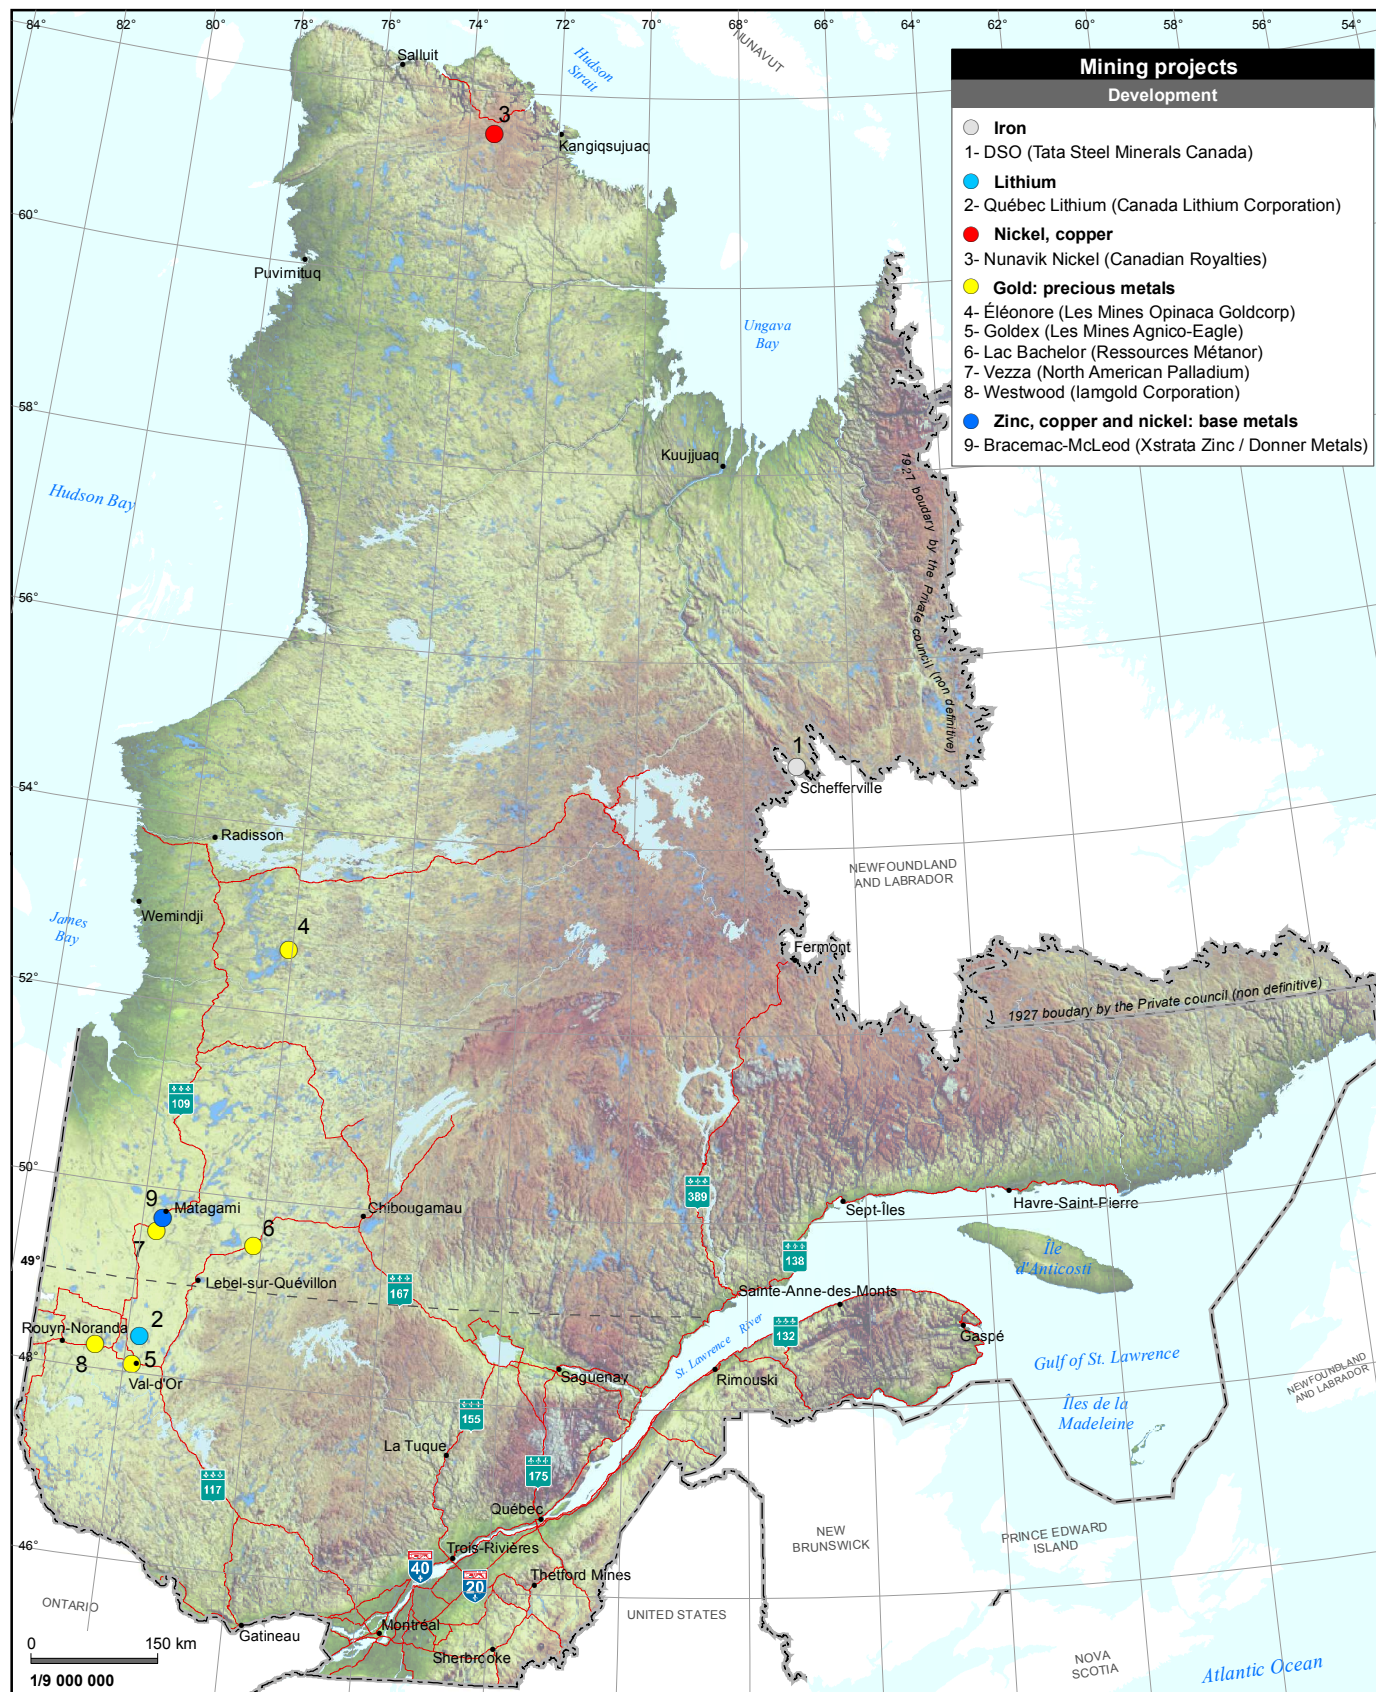 84°
82°
80°
78°
76°
74°
72°
70°
68°
66°
64°
62°
60°
58°
56°
54°
Mining projects
Development
Iron
1- DSO (Tata Steel Minerals Canada)
Lithium
2- Québec Lithium (Canada Lithium Corporation)
Nickel, copper
3- Nunavik Nickel (Canadian Royalties)
Gold: precious metals
4- Éléonore (Les Mines Opinaca Goldcorp)
5- Goldex (Les Mines Agnico-Eagle)
6- Lac Bachelor (Ressources Métanor)
7- Vezza (North American Palladium)
8- Westwood (Iamgold Corporation)
Zinc, copper and nickel: base metals
9- Bracemac-McLeod (Xstrata Zinc / Donner Metals)
NUNAVUT
Hudson
Strait
Salluit
3
Kangiqsujuaq
60°
Puvirnituq
Ungava
Bay
58°
Kuujjuaq
Hudson Bay
1927 boudary by the Private council (non definitive)
56°
1
Schefferville
54°
Radisson
NEWFOUNDLAND
AND LABRADOR
Wemindji
James
Bay
4
Fermont
52°
1927 boudary by the Private council (non definitive)
109
50°
389
9
Matagami
Chibougamau
6
7
Sept-Îles
Havre-Saint-Pierre
Île
d'Anticosti
138
49°
Lebel-sur-Quévillon
167
Sainte-Anne-des-Monts
Rouyn-Noranda
2
St. Lawrence River
132
Gaspé
48°
8
5
Val-d'Or
Saguenay
Rimouski
Gulf of St. Lawrence
NEWFOUNDLAND
AND LABRADOR
Îles de la
Madeleine
155
La Tuque
175
117
Québec
NEW
BRUNSWICK
PRINCE EDWARD
ISLAND
46°
Trois-Rivières
40
20
Thetford Mines
ONTARIO
UNITED STATES
Gatineau
Montréal
Sherbrooke
0
150 km
1/9 000 000
NOVA
SCOTIA
Atlantic Ocean